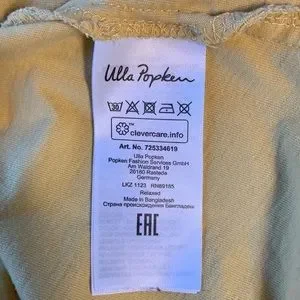 Ulla Popken
clevercare.info
Art. No. 725334619
Ulla Popken
Popken Fashion Services GmbH
Am Waldrand 19
26180 Rastede
Germany
LKZ 1123 RN89185
Relaxed
Made in Bangladesh
Страна происхождения Бангладеш
EAC